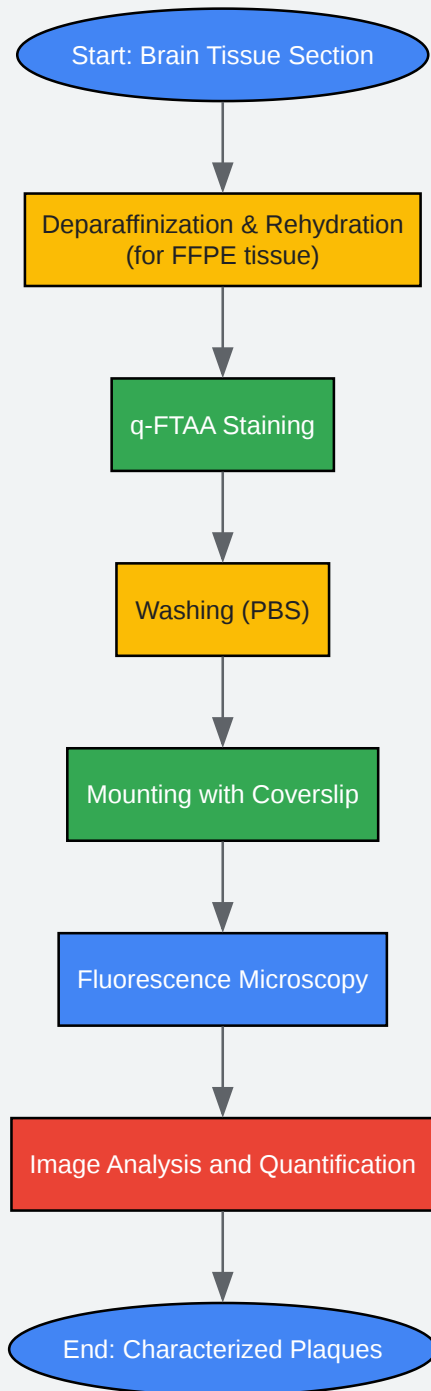 Start: Brain Tissue Section
Deparaffinization & Rehydration
(for FFPE tissue)
q-FTAA Staining
Washing (PBS)
Mounting with Coverslip
Fluorescence Microscopy
Image Analysis and Quantification
End: Characterized Plaques